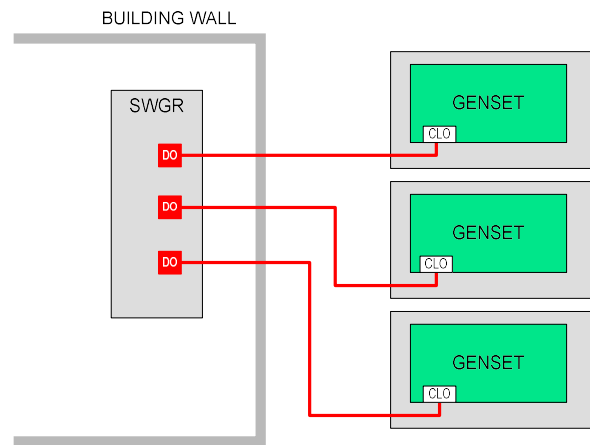 BUILDING WALL
SWGR
DO
DO
DO
GENSET
CLO
GENSET
CLO
GENSET
CLO